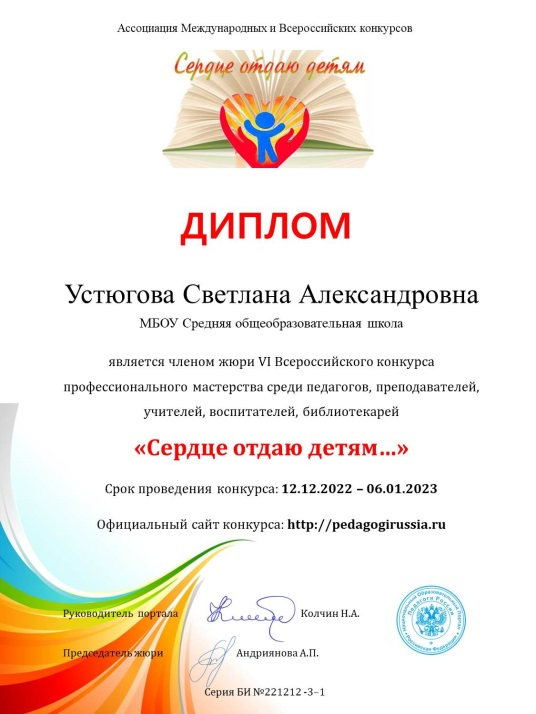 Ассоциация Международных и Всероссийских конкурсов
Сердце отдаю детям
ДИПЛОМ
Устюгова Светлана Александровна
МБОУ Средняя общеобразовательная школа
является членом жюри VI Всероссийского конкурса
профессионального мастерства среди педагогов, преподавателей,
учителей, воспитателей, библиотекарей
«Сердце отдаю детям…»
Срок проведения конкурса: 12.12.2022 – 06.01.2023
Официальный сайт конкурса: http://pedagogirussia.ru
Руководитель портала Колчин Н.А.
Педагоги России
Председатель жюри Андриянова А.П.
Серия БИ №221212 -3–1